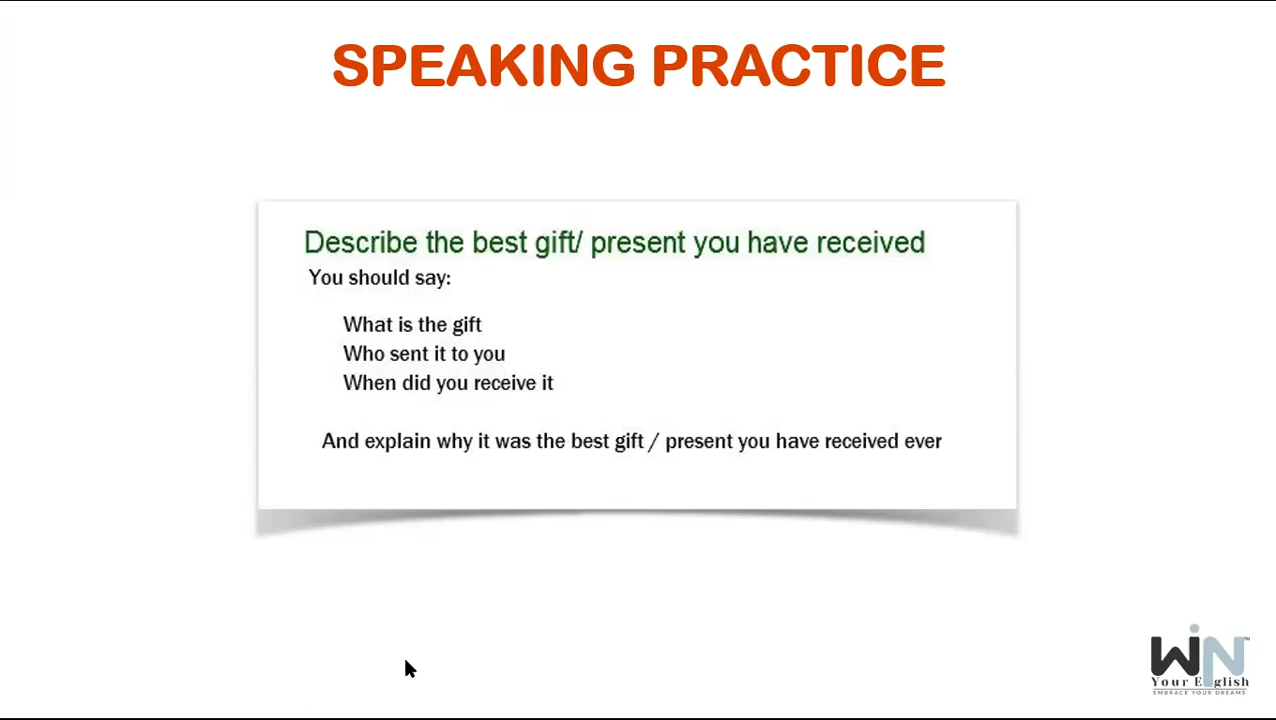 SPEAKING PRACTICE
Describe the best gift/ present you have received
You should say:
What is the gift
Who sent it to you
When did you receive it
And explain why it was the best gift / present you have received ever
WiN™
Your English
EMBRACE YOUR DREAMS